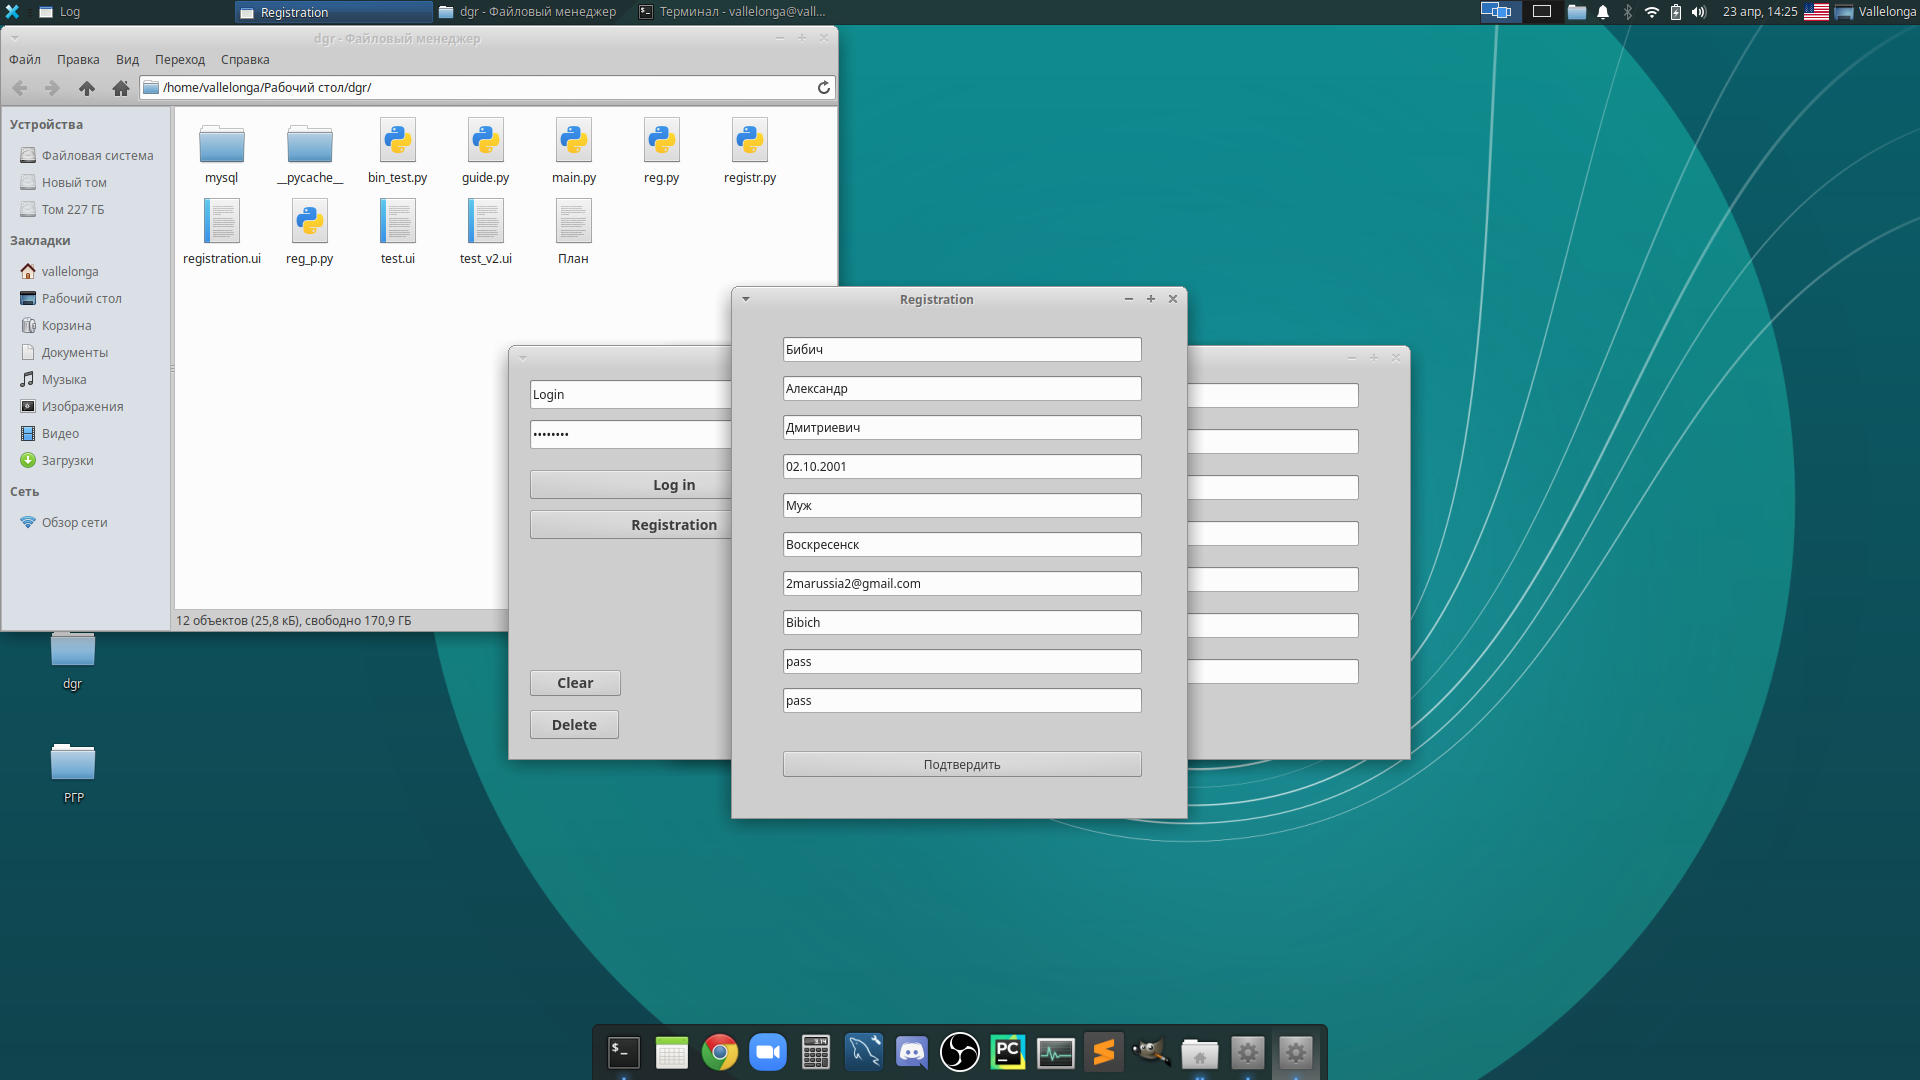 Log
Registration
dgr - Файловый менеджер
Терминал - vallelonga@vall...
23 апр, 14:25
Vallelonga
dgr - Файловый менеджер
Файл Правка Вид Переход Справка
/home/vallelonga/Рабочий стол/dgr/
Устройства
Файловая система
Новый том
Том 227 ГБ
Закладки
vallelonga
Рабочий стол
Корзина
Документы
Музыка
Изображения
Видео
Загрузки
Сеть
Обзор сети
mysql
__pycache__
bin_test.py
guide.py
main.py
reg.py
registr.py
registration.ui
reg_p.py
test.ui
test_v2.ui
План
12 объектов (25,8 кБ), свободно 170,9 ГБ
Login
Log in
Registration
Clear
Delete
Registration
Бибич
Александр
Дмитриевич
02.10.2001
Муж
Воскресенск
2marussia2@gmail.com
Bibich
pass
pass
Подтвердить
dgr
РГР
$_
3.14
PC